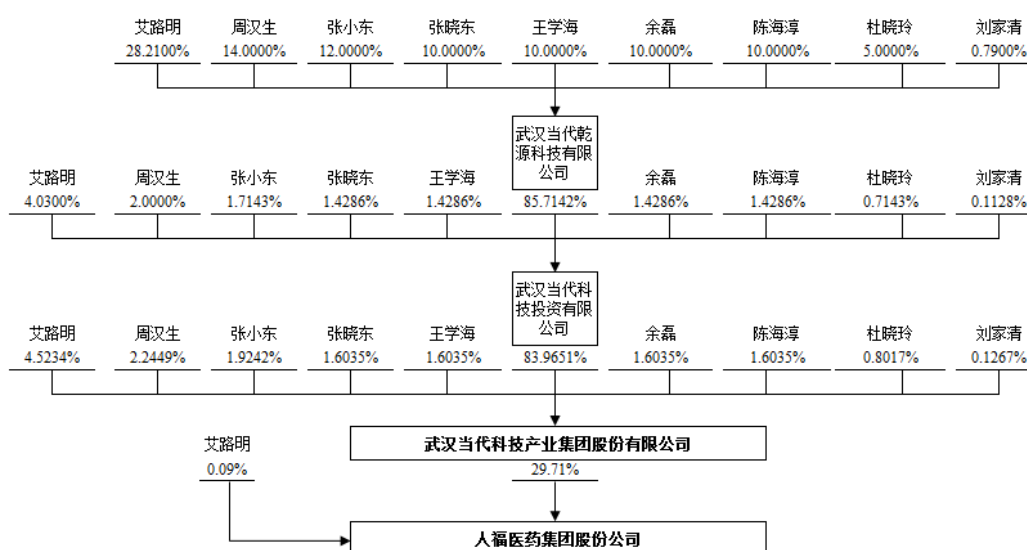 艾路明 周汉生 张小东 张晓东 王学海 余磊 陈海淳 杜晓玲 刘家清
28.2100% 14.0000% 12.0000% 10.0000% 10.0000% 10.0000% 10.0000% 5.0000% 0.7900%
武汉当代乾
源科技有限
公司
艾路明 周汉生 张小东 张晓东 王学海 余磊 陈海淳 杜晓玲 刘家清
4.0300% 2.0000% 1.7143% 1.4286% 1.4286% 85.7142% 1.4286% 1.4286% 0.7143% 0.1128%
武汉当代科
技投资有限
公司
艾路明 周汉生 张小东 张晓东 王学海 余磊 陈海淳 杜晓玲 刘家清
4.5234% 2.2449% 1.9242% 1.6035% 1.6035% 83.9651% 1.6035% 1.6035% 0.8017% 0.1267%
武汉当代科技产业集团股份有限公司
艾路明
0.09% 29.71%
人福医药集团股份公司